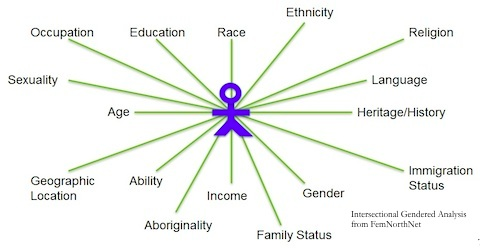 Ethnicity
Occupation
Education
Race
Religion
Sexuality
Language
Age
Heritage/History
Geographic
Location
Ability
Income
Gender
Immigration
Status
Aboriginality
Family Status
Intersectional Gendered Analysis
from FemNorthNet